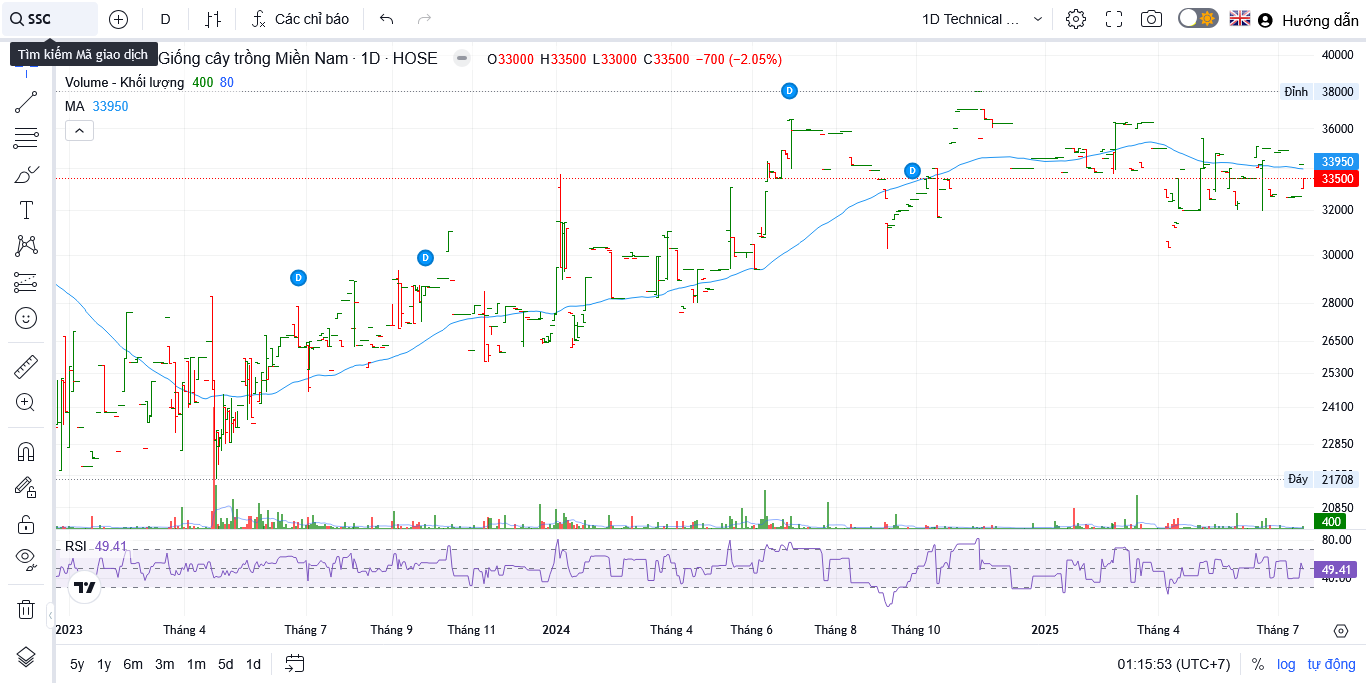 SSC
D
Các chỉ báo
1D Technical ...
Hướng dẫn
Tìm kiếm Mã giao dịch
Giống cây trồng Miền Nam · 1D · HOSE
O33000 H33500 L33000 C33500 −700 (−2.05%)
Volume - Khối lượng 400 80
MA 33950
D
D
D
D
40000
Đỉnh 38000
36000
33950
33500
32000
30000
28000
26500
25300
24100
22850
Đáy 21708
20850
400
RSI 49.41
80.00
49.41
40.00
2023
Tháng 4
Tháng 7
Tháng 9
Tháng 11
2024
Tháng 4
Tháng 6
Tháng 8
Tháng 10
2025
Tháng 4
Tháng 7
5y 1y 6m 3m 1m 5d 1d
01:15:53 (UTC+7)
% log tự động